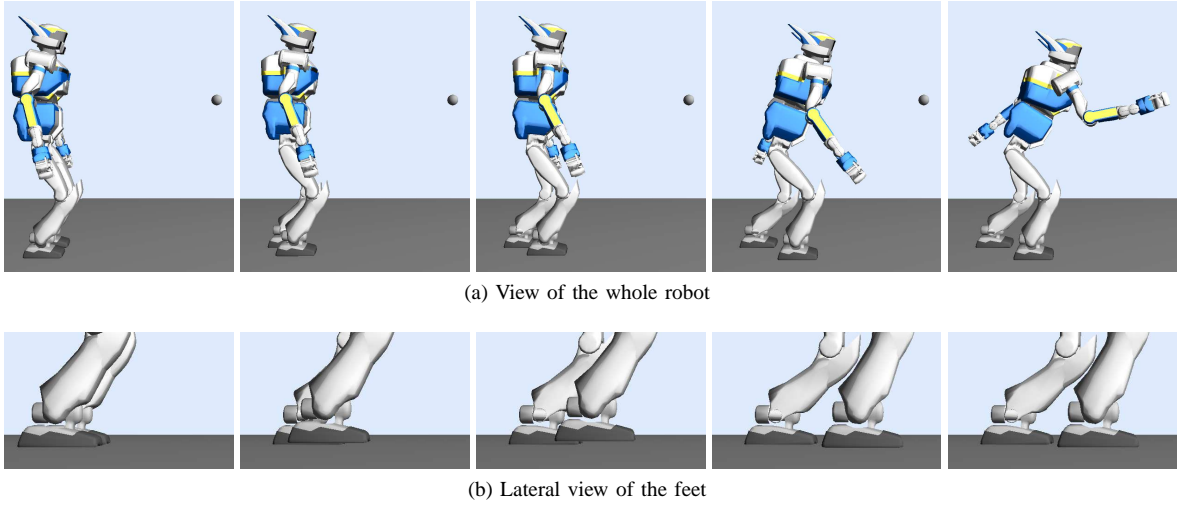 (a) View of the whole robot
(b) Lateral view of the feet